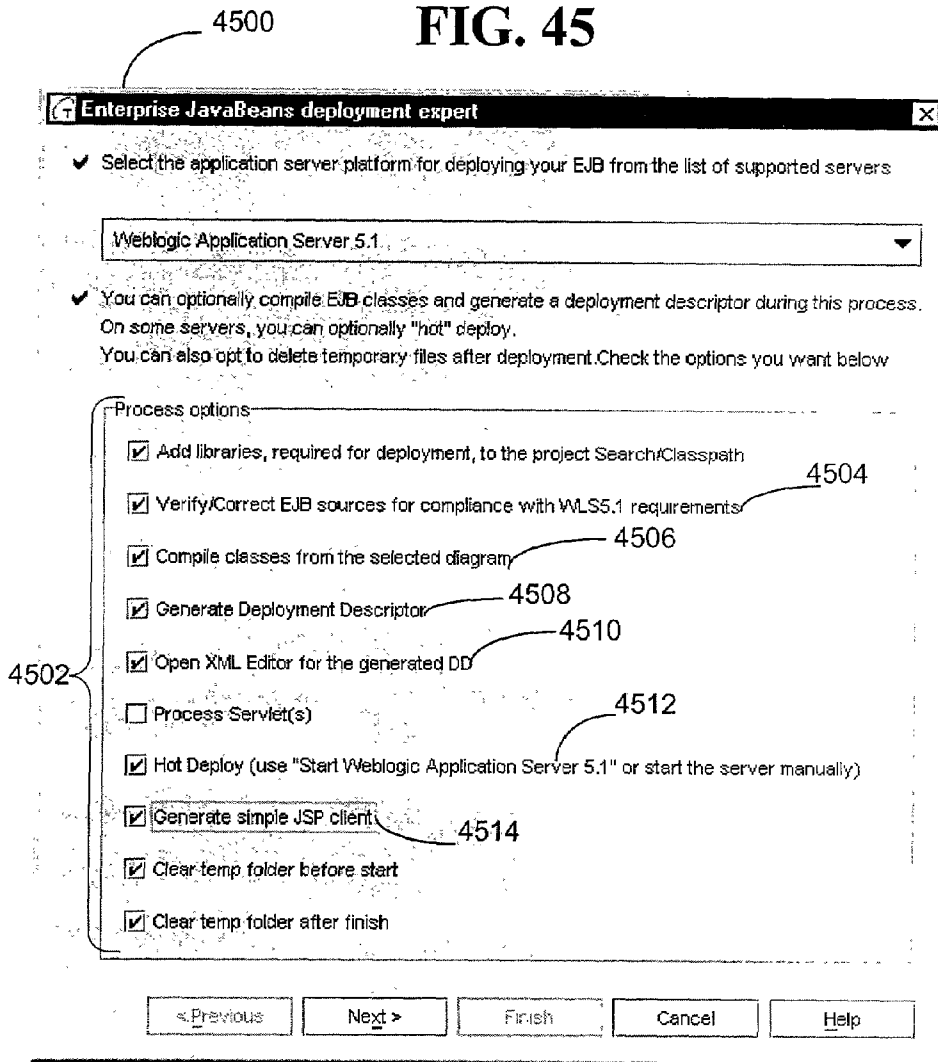 4500
FIG. 45
Enterprise JavaBeans deployment expert
Select the application server platform for deploying your EJB from the list of supported servers
Weblogic Application Server 5.1
You can optionally compile EJB classes and generate a deployment descriptor during this process.
On some servers, you can optionally "hot" deploy.
You can also opt to delete temporary files after deployment.Check the options you want below
Process options
Add libraries, required for deployment, to the project Search/Classpath
4504
Verify/Correct EJB sources for compliance with WLS5.1 requirements
4506
Compile classes from the selected diagram
4508
Generate Deployment Descriptor
4510
Open XML Editor for the generated DD
4502
Process Servlet(s)
4512
Hot Deploy (use "Start Weblogic Application Server 5.1" or start the server manually)
Generate simple JSP client
4514
Clear temp folder before start
Clear temp folder after finish
< Previous Next > Finish Cancel Help